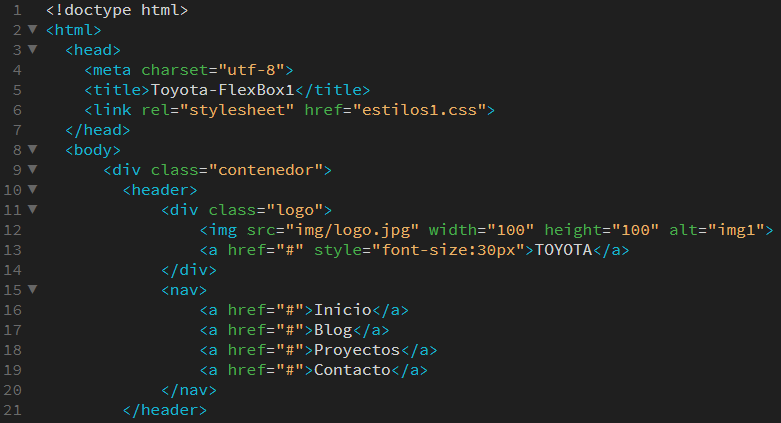 1 <!doctype html>
2 ▼ <html>
3 ▼   <head>
4       <meta charset="utf-8">
5       <title>Toyota-FlexBox1</title>
6       <link rel="stylesheet" href="estilos1.css">
7     </head>
8 ▼   <body>
9 ▼       <div class="contenedor">
10 ▼        <header>
11 ▼            <div class="logo">
12                 <img src="img/logo.jpg" width="100" height="100" alt="img1">
13                 <a href="#" style="font-size:30px">TOYOTA</a>
14             </div>
15 ▼            <nav>
16                 <a href="#">Inicio</a>
17                 <a href="#">Blog</a>
18                 <a href="#">Proyectos</a>
19                 <a href="#">Contacto</a>
20             </nav>
21         </header>